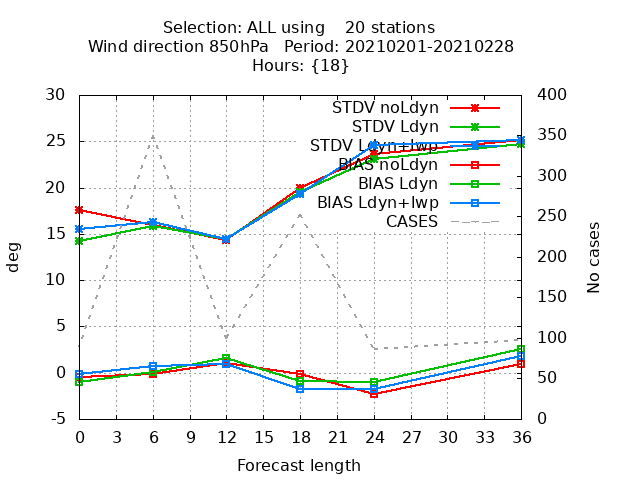 Selection: ALL using    20 stations
Wind direction 850hPa   Period: 20210201-20210228
Hours: {18}
30
25
20
15
10
5
0
-5
deg
400
350
300
250
200
150
100
50
0
No cases
STDV noLdyn
STDV Ldyn
STDV Ldyn+lwp
BIAS noLdyn
BIAS Ldyn
BIAS Ldyn+lwp
CASES
0 3 6 9 12 15 18 21 24 27 30 33 36
Forecast length